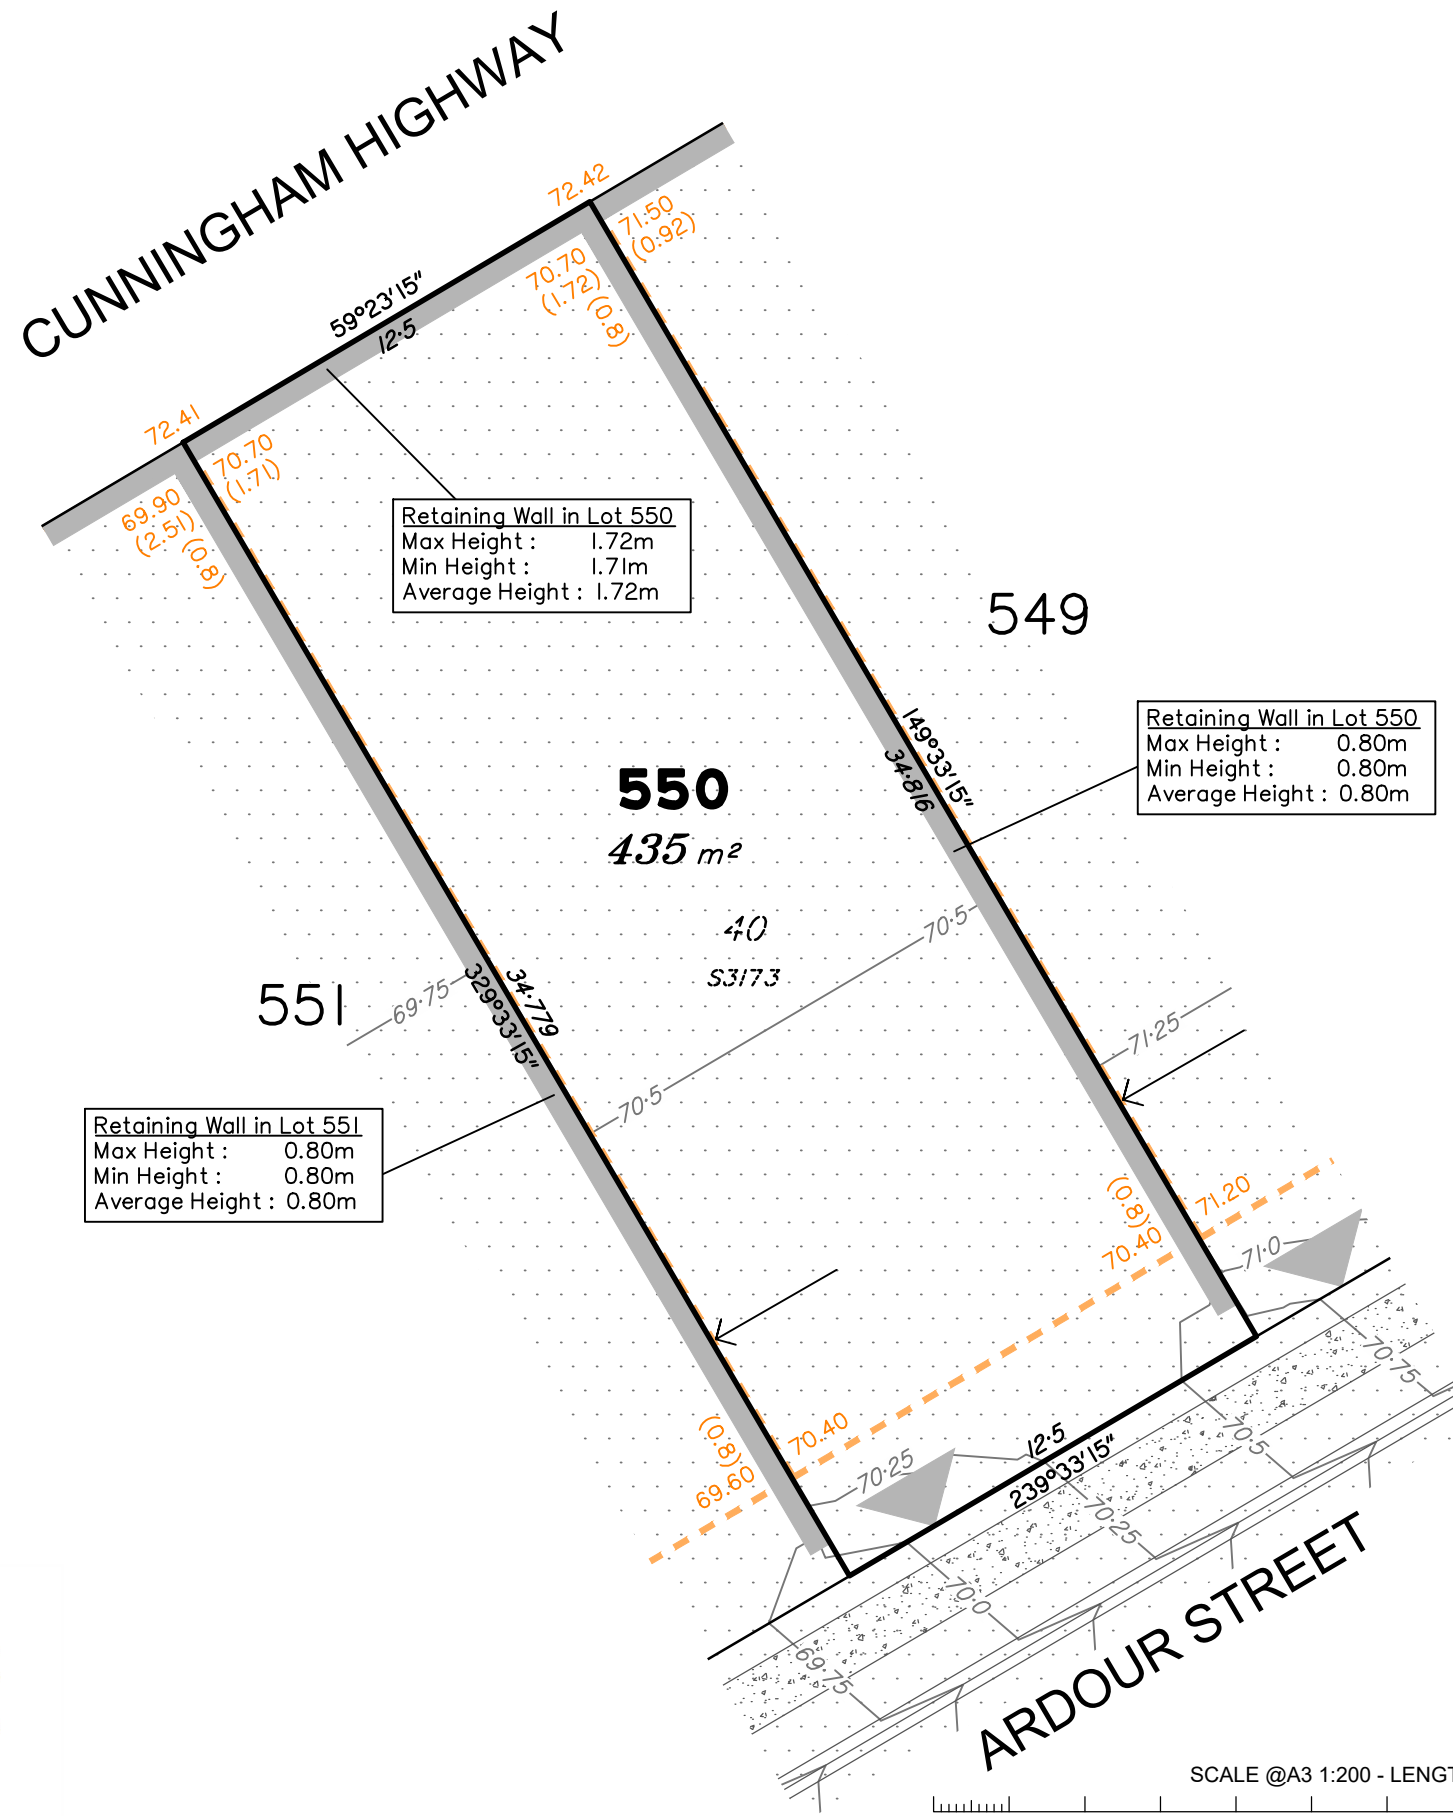 CUNNINGHAM HIGHWAY
72.42
71.50
(0.92)
70.70
(1.72)
(0.8)
59°23'15"
12·5
72.41
70.70
(1.71)
69.90
(2.51)
(0.8)
Retaining Wall in Lot 550
Max Height : 1.72m
Min Height : 1.71m
Average Height : 1.72m
549
Retaining Wall in Lot 550
Max Height : 0.80m
Min Height : 0.80m
Average Height : 0.80m
149°33'15"
34·816
550
435 m²
40
S3173
70·5
69·75
551
34·779
329°33'15"
71·25
70·5
Retaining Wall in Lot 551
Max Height : 0.80m
Min Height : 0.80m
Average Height : 0.80m
(0.8)
71.20
70.40
71·0
70·75
(0.8)
70.40
69.60
70·25
12·5
239°33'15"
70·5
70·25
70·0
69·75
ARDOUR STREET
SCALE @A3 1:200 - LENGT